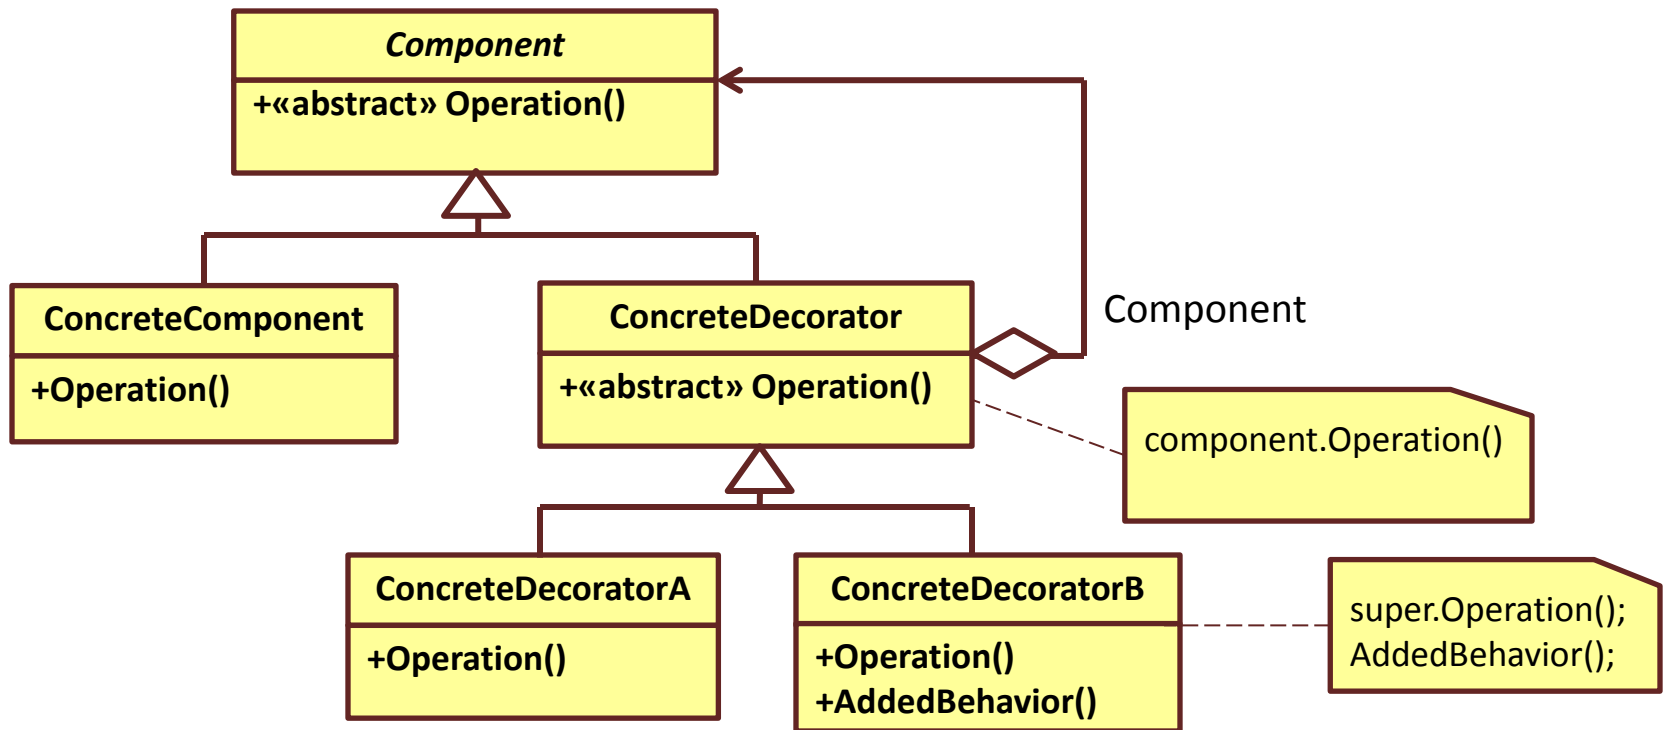 Component
+«abstract» Operation()
ConcreteComponent
+Operation()
ConcreteDecorator
+«abstract» Operation()
Component
component.Operation()
ConcreteDecoratorA
+Operation()
ConcreteDecoratorB
+Operation()
+AddedBehavior()
super.Operation();
AddedBehavior();